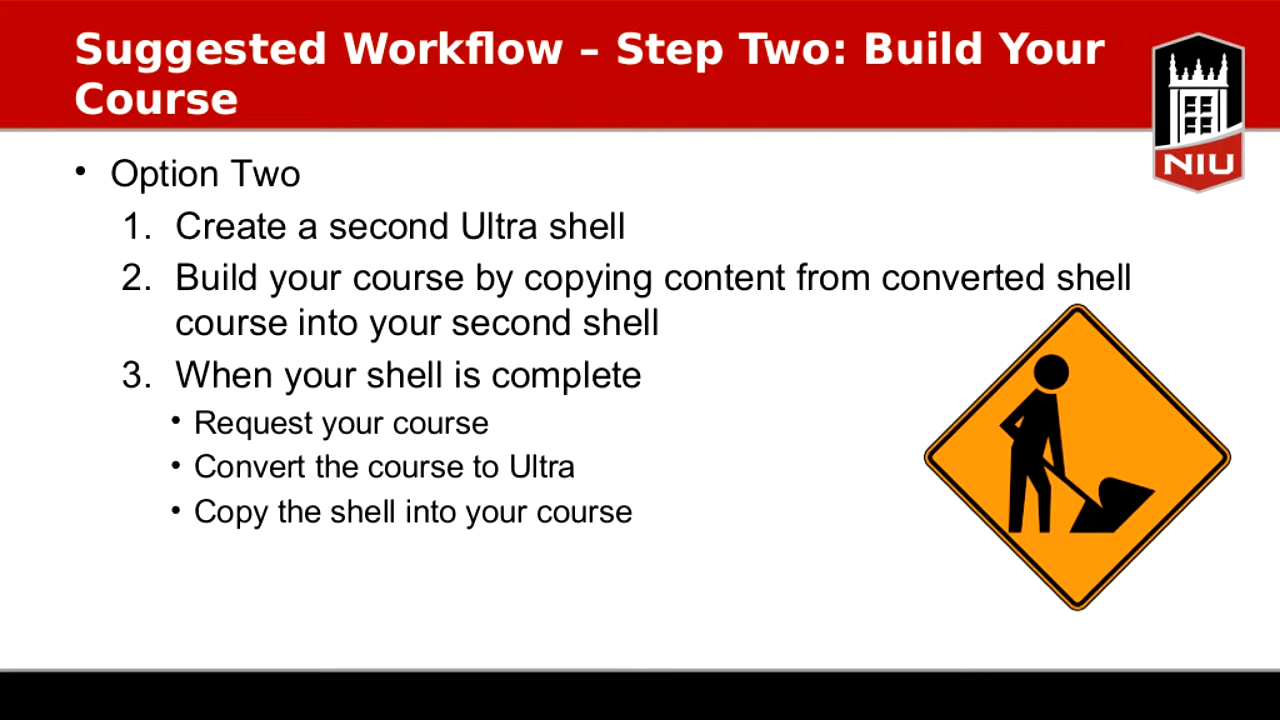 Suggested Workflow – Step Two: Build Your
Course
NIU
• Option Two
1. Create a second Ultra shell
2. Build your course by copying content from converted shell
course into your second shell
3. When your shell is complete
• Request your course
• Convert the course to Ultra
• Copy the shell into your course